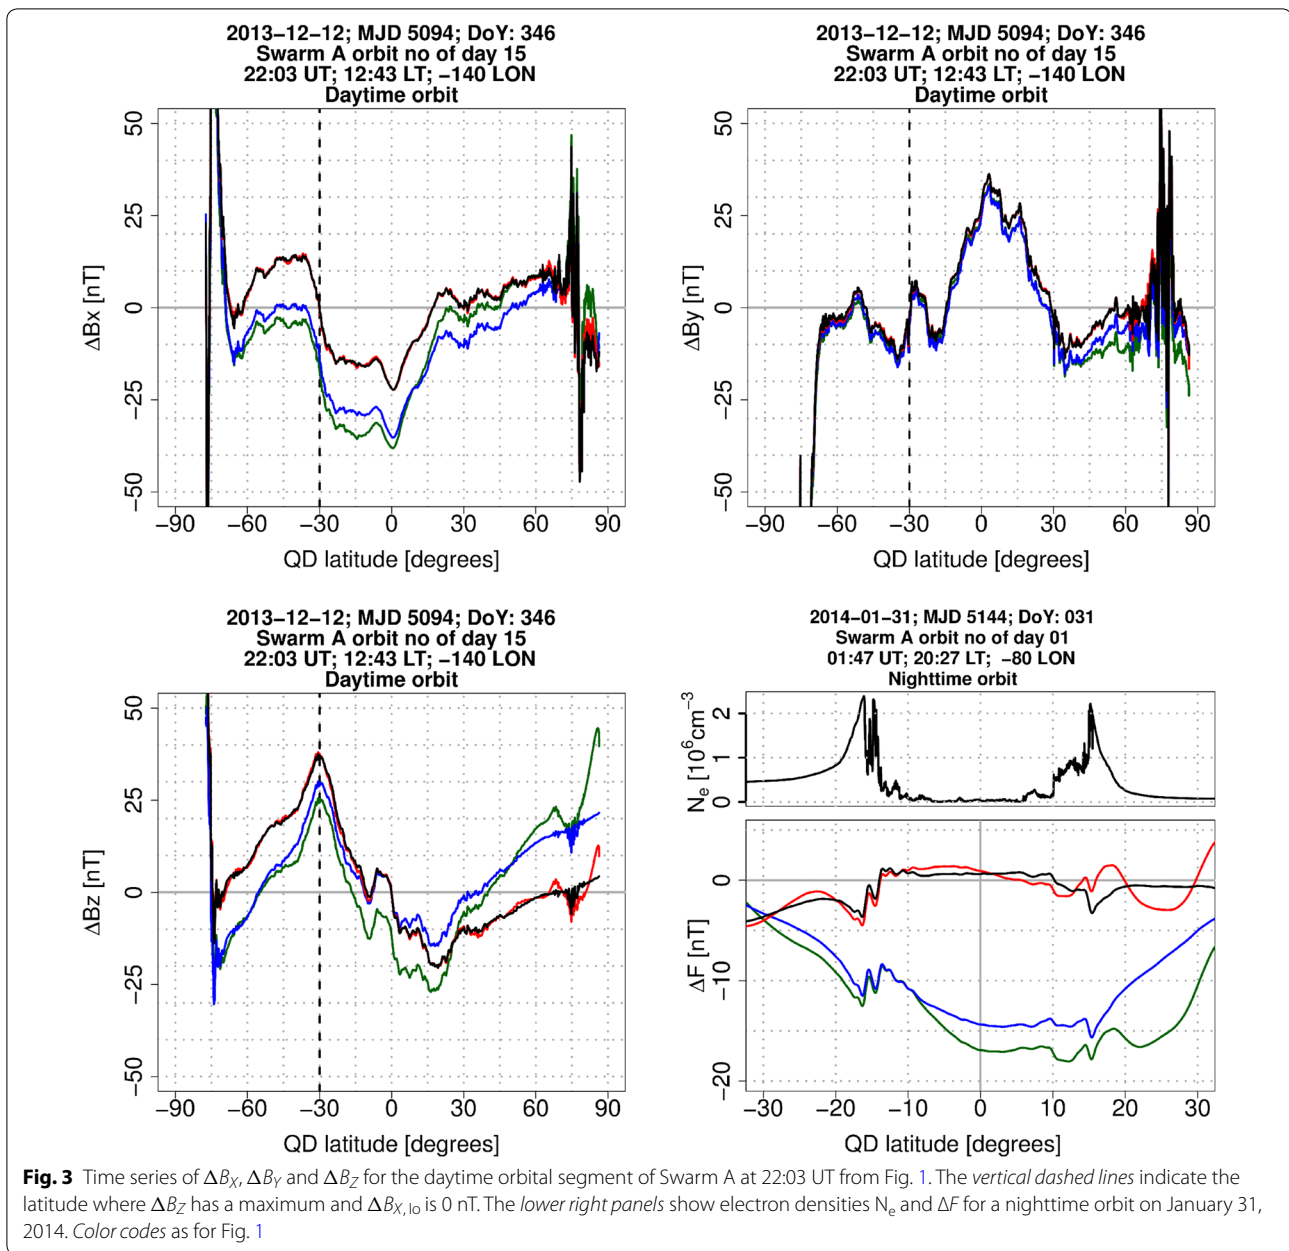 2013−12−12; MJD 5094; DoY: 346
Swarm A orbit no of day 15
22:03 UT; 12:43 LT; −140 LON
Daytime orbit
50
25
0
−25
−50
ΔBx [nT]
−90 −60 −30 0 30 60 90
QD latitude [degrees]
2013−12−12; MJD 5094; DoY: 346
Swarm A orbit no of day 15
22:03 UT; 12:43 LT; −140 LON
Daytime orbit
50
25
0
−25
−50
ΔBy [nT]
−90 −60 −30 0 30 60 90
QD latitude [degrees]
2013−12−12; MJD 5094; DoY: 346
Swarm A orbit no of day 15
22:03 UT; 12:43 LT; −140 LON
Daytime orbit
50
25
0
−25
−50
ΔBz [nT]
−90 −60 −30 0 30 60 90
QD latitude [degrees]
2014−01−31; MJD 5144; DoY: 031
Swarm A orbit no of day 01
01:47 UT; 20:27 LT; −80 LON
Nighttime orbit
2
1
0
Nₑ [10⁶cm⁻³]
0
−10
−20
ΔF [nT]
−30 −20 −10 0 10 20 30
QD latitude [degrees]
Fig. 3 Time series of ΔB_X, ΔB_Y and ΔB_Z for the daytime orbital segment of Swarm A at 22:03 UT from Fig. 1. The vertical dashed lines indicate the
latitude where ΔB_Z has a maximum and ΔB_X,lo is 0 nT. The lower right panels show electron densities Nₑ and ΔF for a nighttime orbit on January 31,
2014. Color codes as for Fig. 1